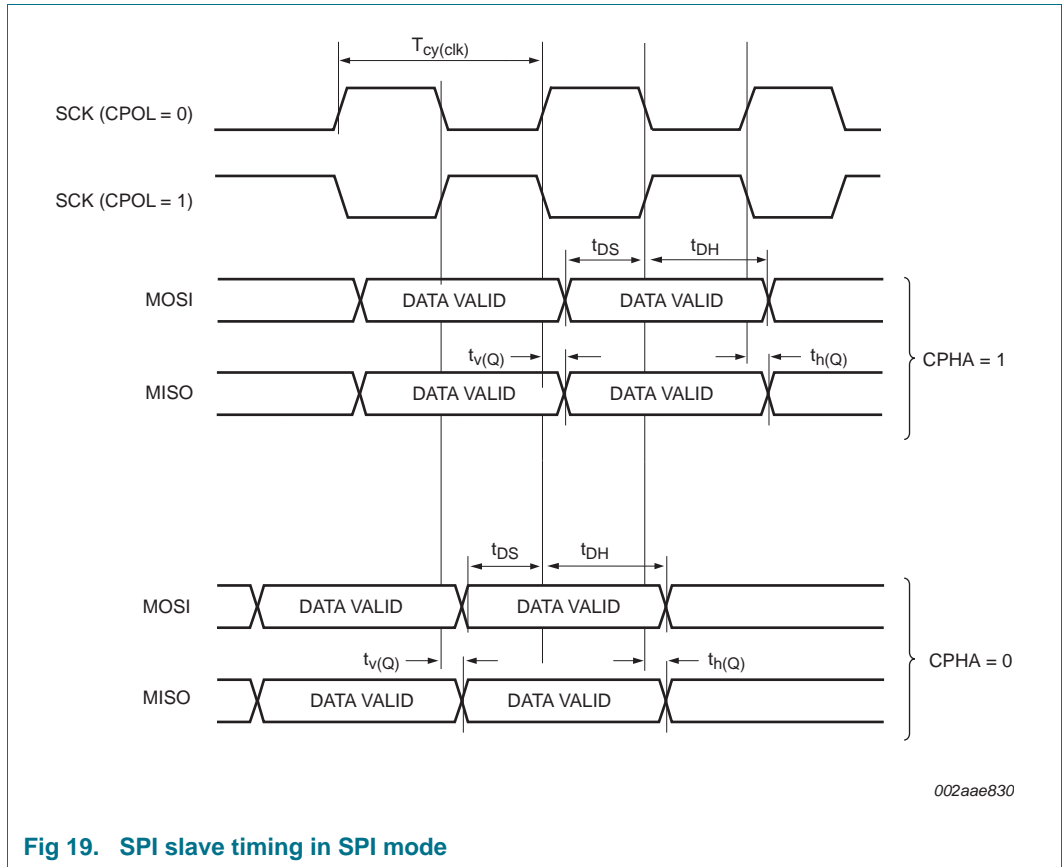 Tcy(clk)
SCK (CPOL = 0)
SCK (CPOL = 1)
tDS tDH
MOSI DATA VALID DATA VALID
tv(Q) th(Q)
CPHA = 1
MISO DATA VALID DATA VALID
tDS tDH
MOSI DATA VALID DATA VALID
tv(Q) th(Q)
CPHA = 0
MISO DATA VALID DATA VALID
002aae830
Fig 19. SPI slave timing in SPI mode